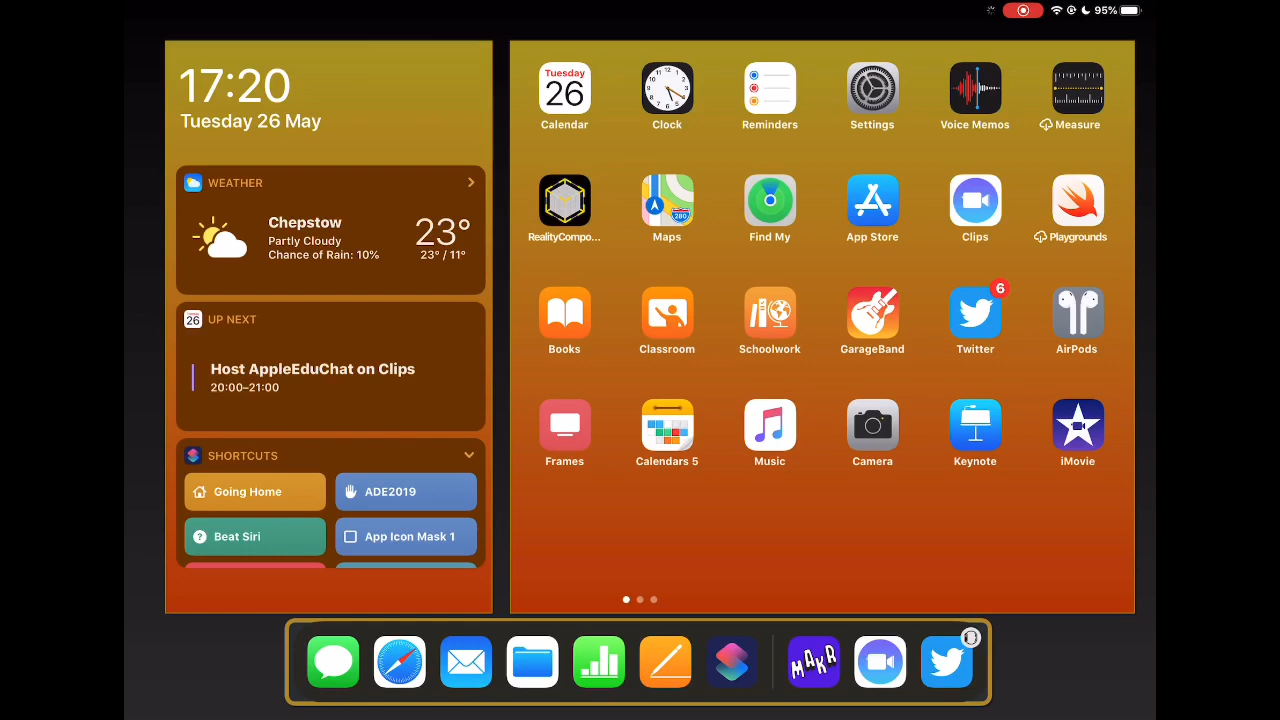 95%
17:20
Tuesday 26 May
WEATHER
Chepstow
Partly Cloudy
Chance of Rain: 10%
23°
23° / 11°
26
UP NEXT
Host AppleEduChat on Clips
20:00–21:00
SHORTCUTS
Going Home
ADE2019
Beat Siri
App Icon Mask 1
Tuesday
26
Calendar
Clock
Reminders
Settings
Voice Memos
Measure
RealityCompo...
280
Maps
Find My
App Store
Clips
Playgrounds
6
Books
Classroom
Schoolwork
GarageBand
Twitter
AirPods
Frames
Calendars 5
Music
Camera
Keynote
iMovie
MAKR